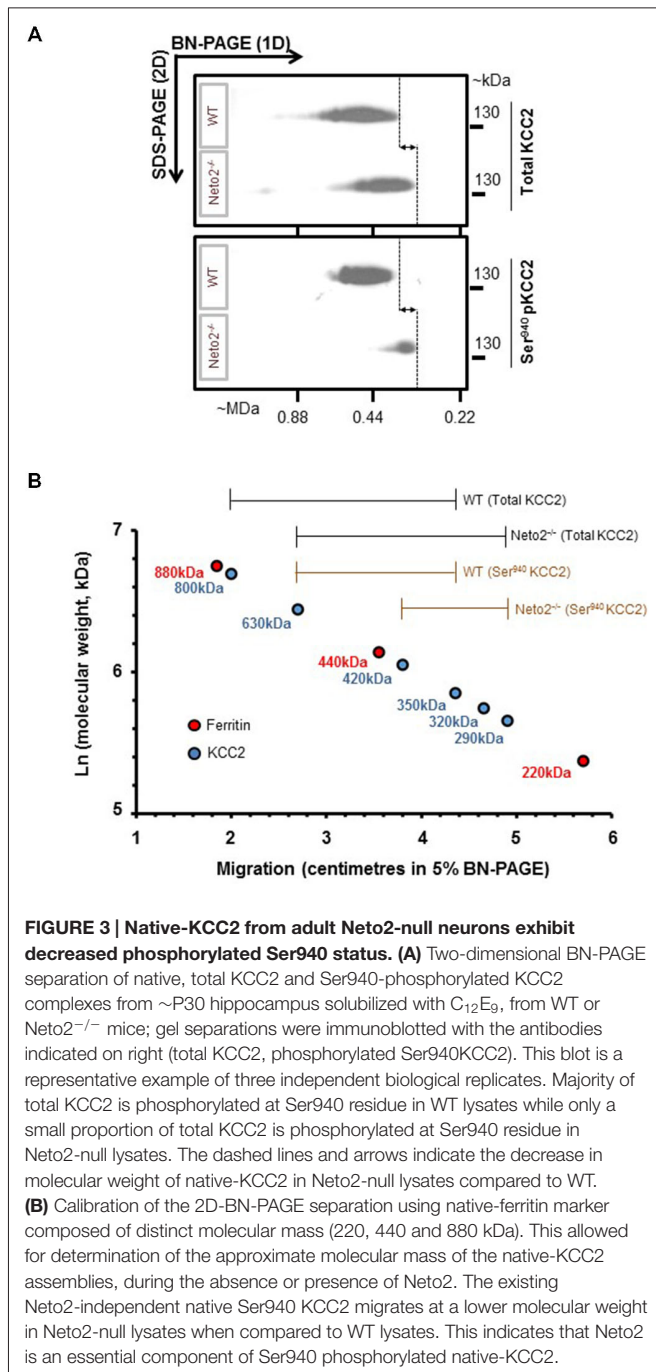 A
BN-PAGE (1D)
SDS-PAGE (2D)
~kDa
WT
130
Neto2-/-
130
Total KCC2
WT
130
Neto2-/-
130
Ser940 pKCC2
~MDa
0.88
0.44
0.22
B
WT (Total KCC2)
Neto2-/- (Total KCC2)
WT (Ser940 KCC2)
Neto2-/- (Ser940 KCC2)
7
6
5
Ln (molecular weight, kDa)
880kDa
800kDa
630kDa
440kDa
420kDa
350kDa
320kDa
290kDa
220kDa
Ferritin
KCC2
1 2 3 4 5 6
Migration (centimetres in 5% BN-PAGE)
FIGURE 3 | Native-KCC2 from adult Neto2-null neurons exhibit
decreased phosphorylated Ser940 status. (A) Two-dimensional BN-PAGE
separation of native, total KCC2 and Ser940-phosphorylated KCC2
complexes from ∼P30 hippocampus solubilized with C12E9, from WT or
Neto2−/− mice; gel separations were immunoblotted with the antibodies
indicated on right (total KCC2, phosphorylated Ser940KCC2). This blot is a
representative example of three independent biological replicates. Majority of
total KCC2 is phosphorylated at Ser940 residue in WT lysates while only a
small proportion of total KCC2 is phosphorylated at Ser940 residue in
Neto2-null lysates. The dashed lines and arrows indicate the decrease in
molecular weight of native-KCC2 in Neto2-null lysates compared to WT.
(B) Calibration of the 2D-BN-PAGE separation using native-ferritin marker
composed of distinct molecular mass (220, 440 and 880 kDa). This allowed
for determination of the approximate molecular mass of the native-KCC2
assemblies, during the absence or presence of Neto2. The existing
Neto2-independent native Ser940 KCC2 migrates at a lower molecular weight
in Neto2-null lysates when compared to WT lysates. This indicates that Neto2
is an essential component of Ser940 phosphorylated native-KCC2.